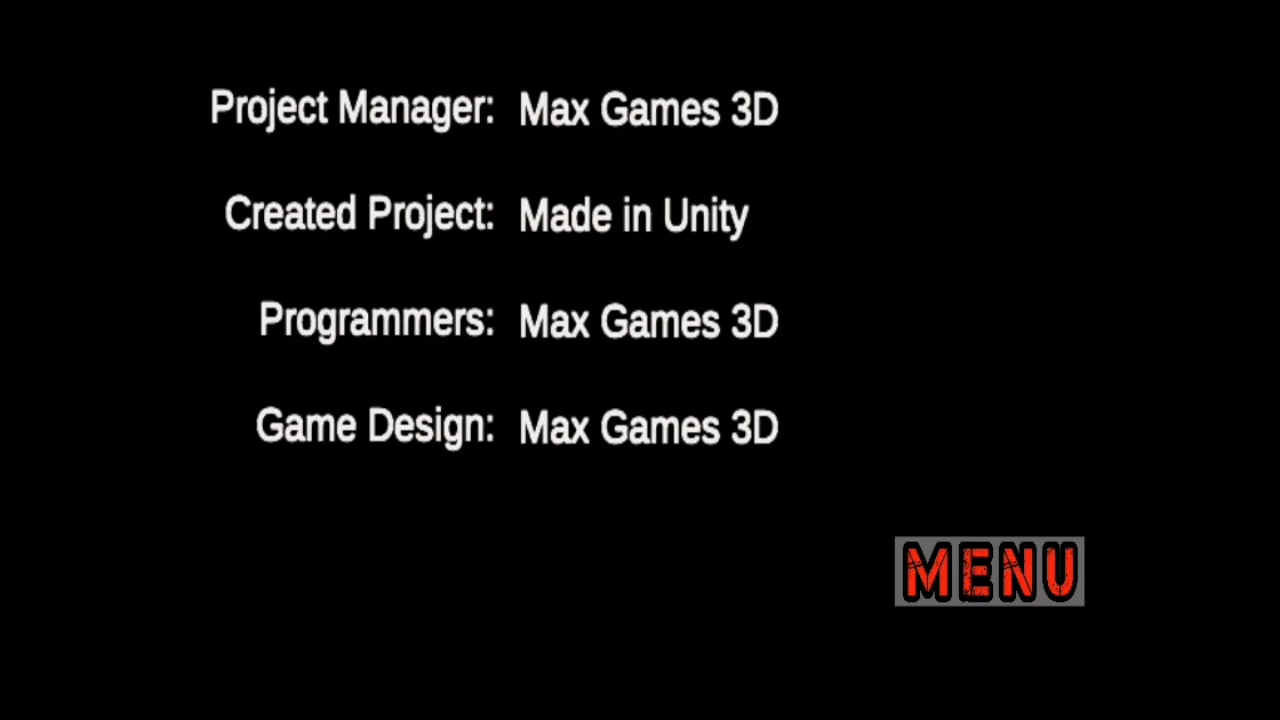 Project Manager: Max Games 3D
Created Project: Made in Unity
Programmers: Max Games 3D
Game Design: Max Games 3D
MENU